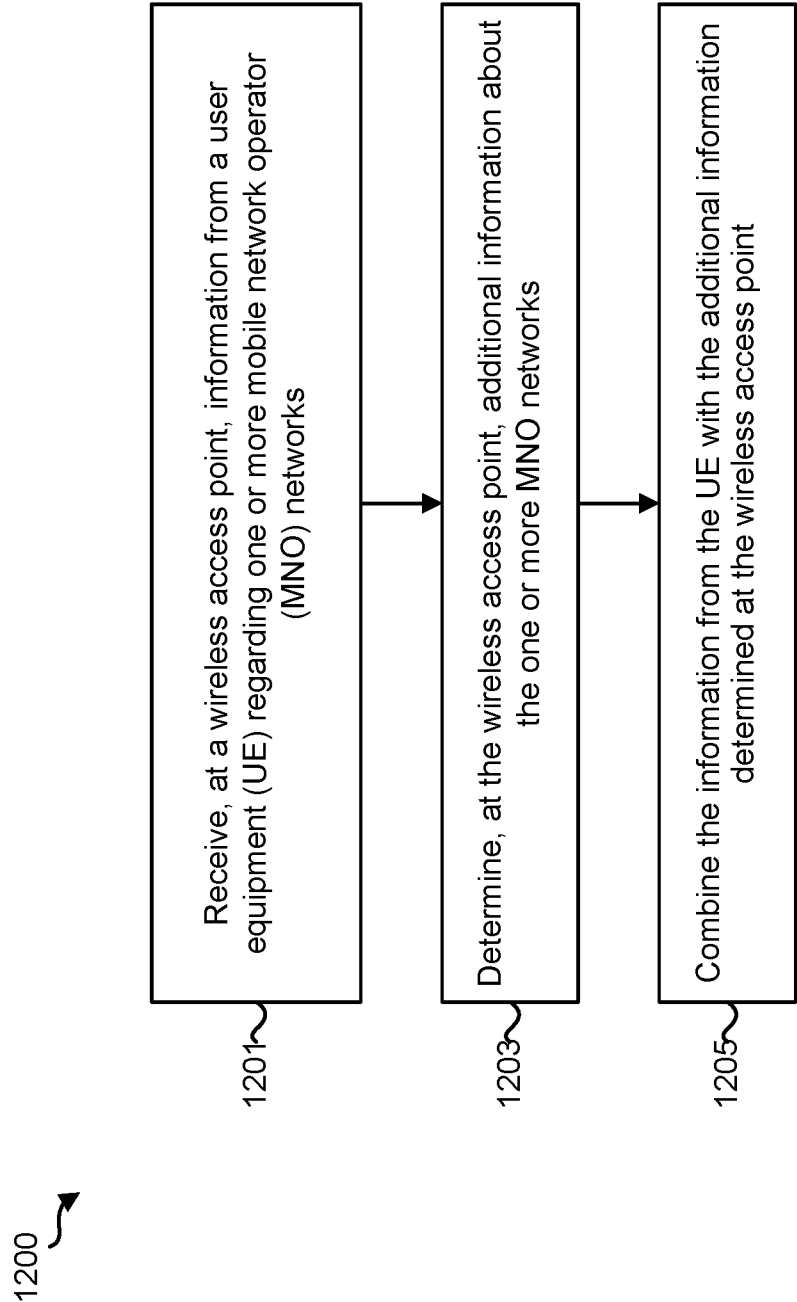 1200
1201
Receive, at a wireless access point, information from a user
equipment (UE) regarding one or more mobile network operator
(MNO) networks
1203
Determine, at the wireless access point, additional information about
the one or more MNO networks
1205
Combine the information from the UE with the additional information
determined at the wireless access point